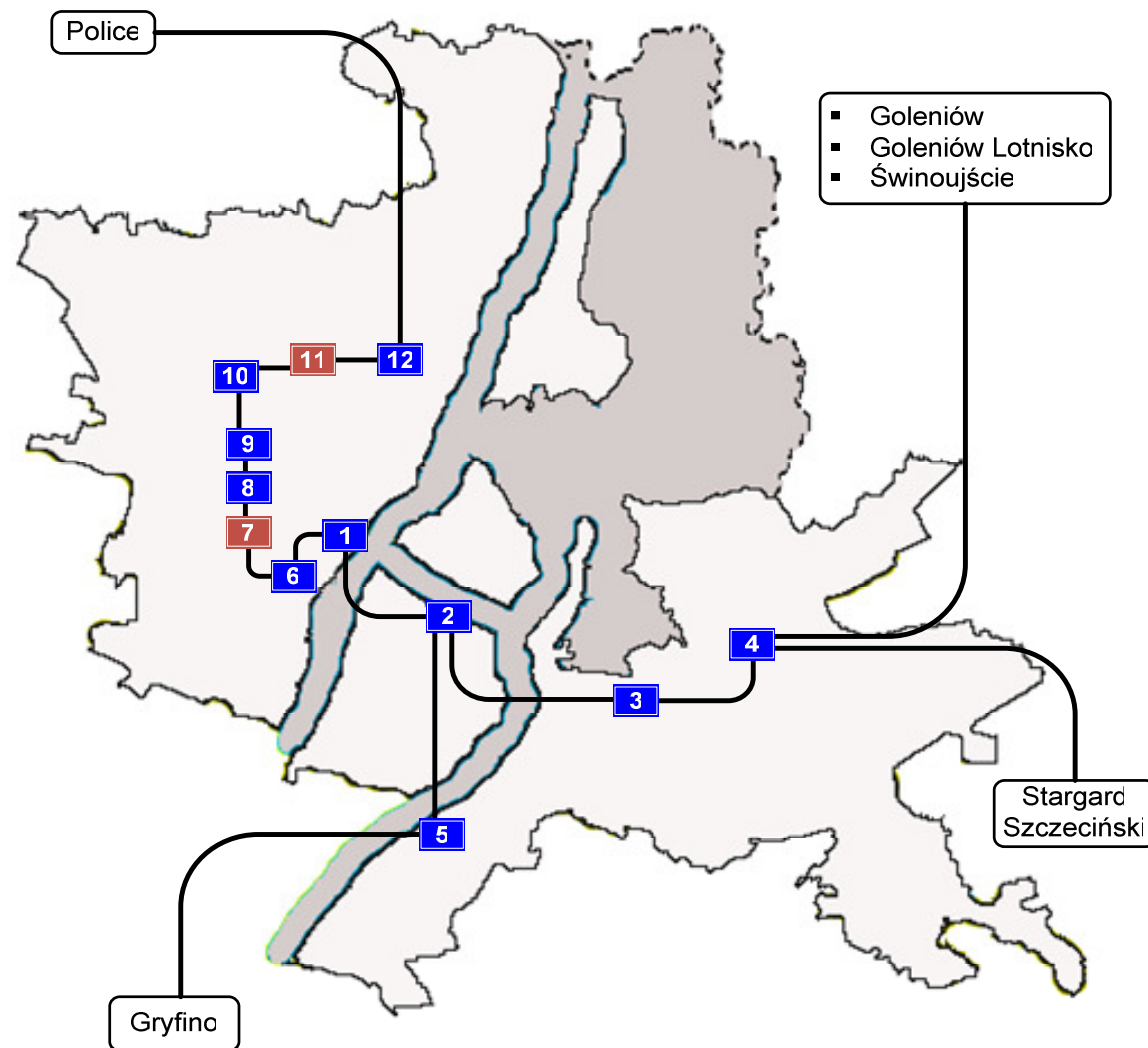 Police
▪ Goleniów
▪ Goleniów Lotnisko
▪ Świnoujście
11
12
10
9
8
7
1
6
2
4
3
Stargard
Szczeciński
5
Gryfino